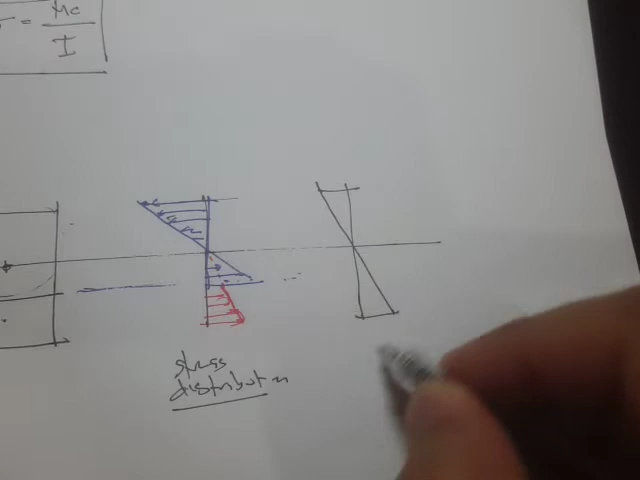 σ = Mc
I
stress
distribution